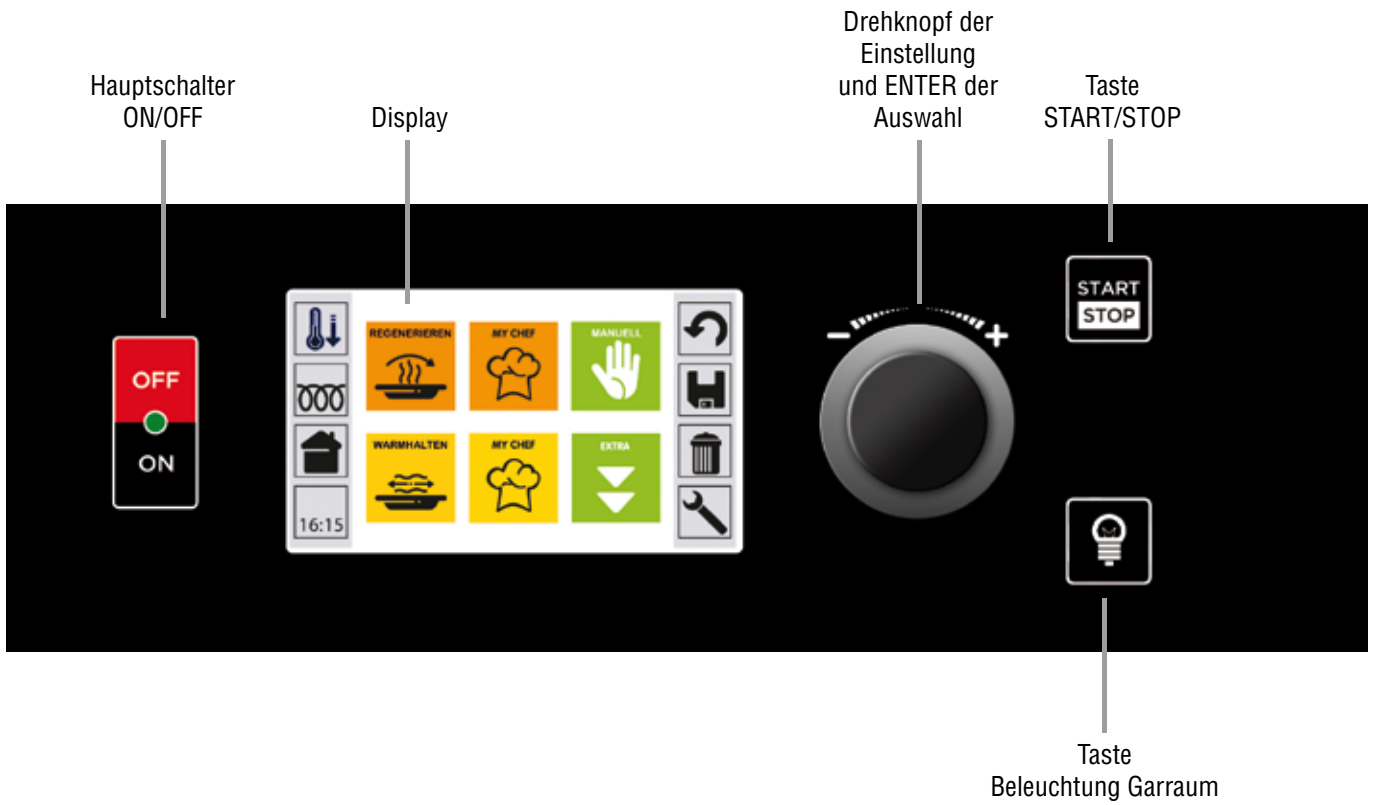 Drehknopf der
Einstellung
und ENTER der
Auswahl
Hauptschalter
ON/OFF
Display
Taste
START/STOP
OFF
ON
REGENERIEREN
MY CHEF
MANUELL
WARMHALTEN
MY CHEF
EXTRA
16:15
– +
START
STOP
Taste
Beleuchtung Garraum